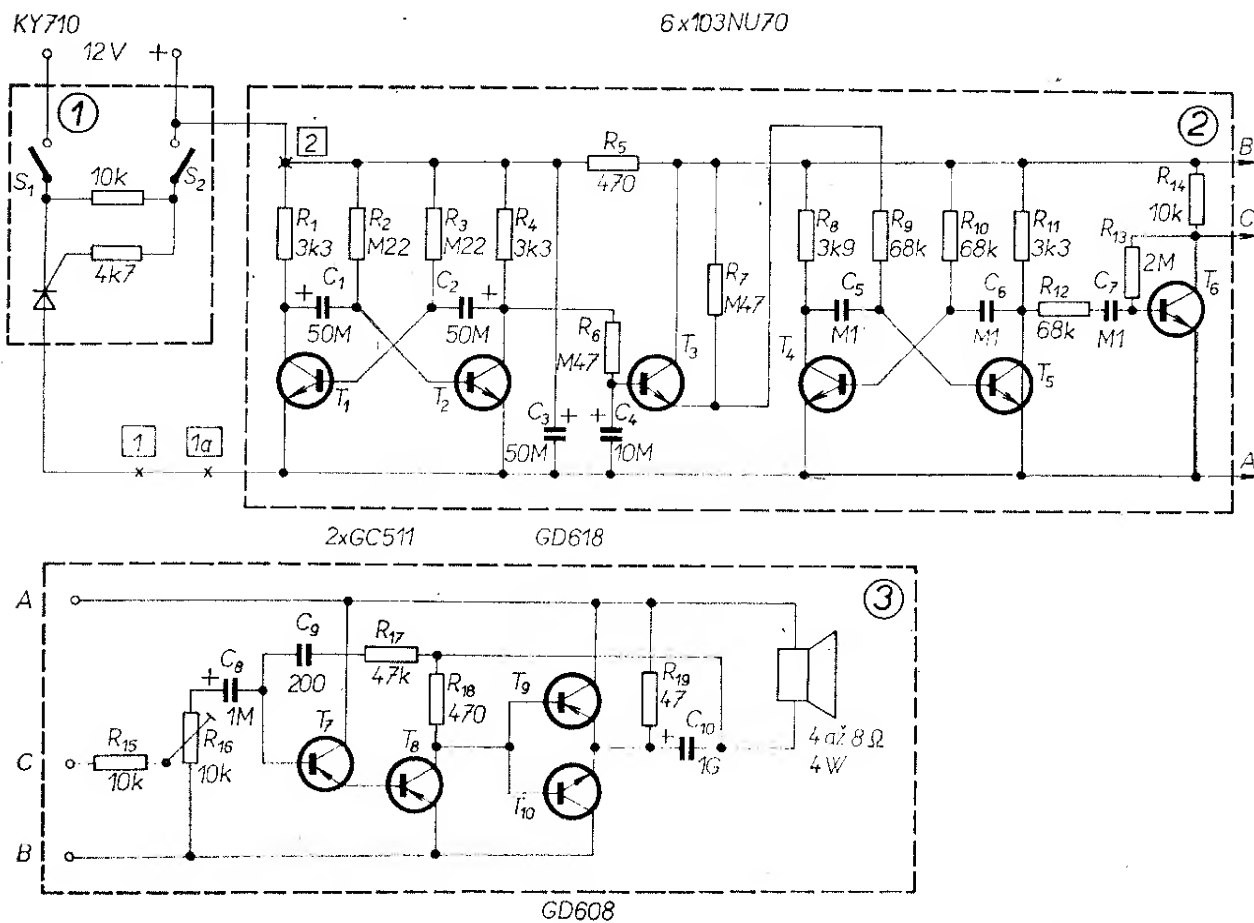 KY710
6x103NU70
12V +
1
2
2
B
S1
10k
S2
R5
470
R14
10k
C
4k7
R1
3k3
R2
M22
R3
M22
R4
3k3
R7
M47
R8
3k9
R9
68k
R10
68k
R11
3k3
R13
2M
+ C1
50M
C2 +
50M
C5
M1
C6
M1
R12
68k
C7
M1
T6
R6
M47
T1
T2
T3
T4
T5
C3 +
50M
+ C4
10M
1
1a
A
2xGC511
GD618
A
3
C9
200
R17
47k
+ C8
1M
R18
470
T9
R19
47
+ C10
1G
4 až 8 Ω
4W
C
R15
10k
R16
10k
T7
T8
T10
B
GD608